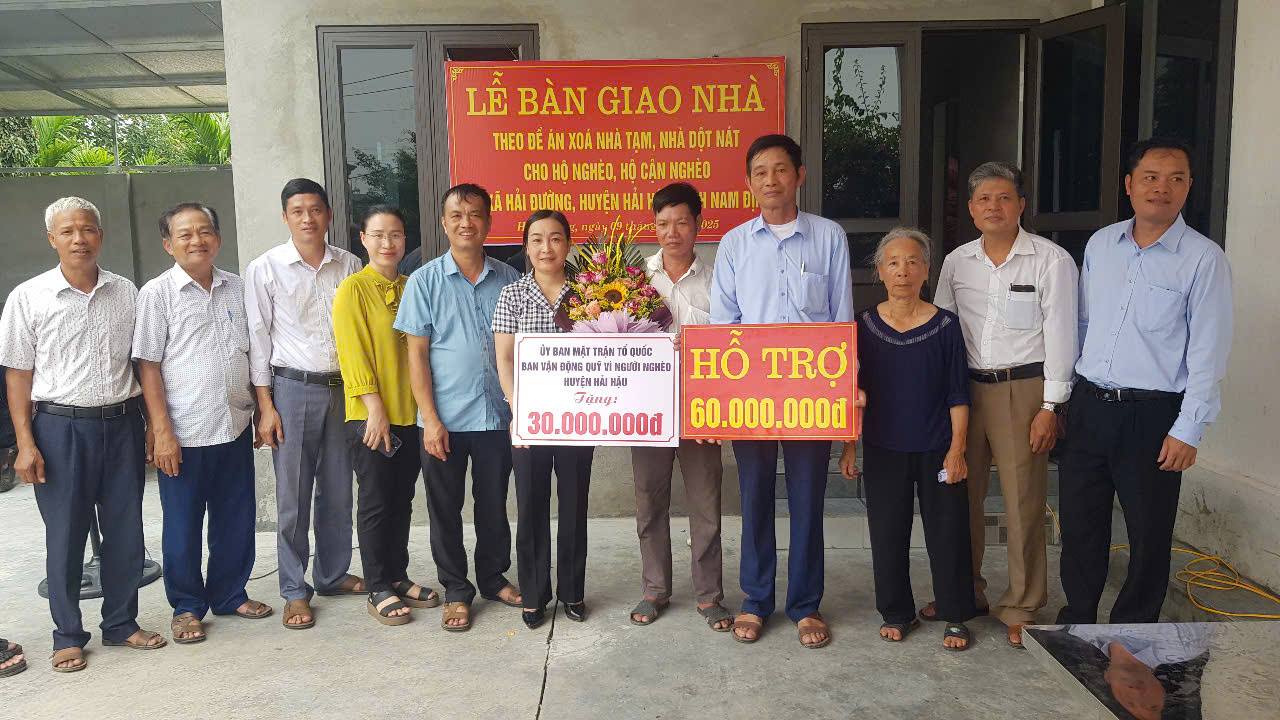 LỄ BÀN GIAO NHÀ
THEO ĐỀ ÁN XOÁ NHÀ TẠM, NHÀ DỘT NÁT
CHO HỘ NGHÈO, HỘ CẬN NGHÈO
XÃ HẢI ĐƯỜNG, HUYỆN HẢI NAM
ngày 09 2025
ỦY BAN MẶT TRẬN TỔ QUỐC
BAN VẬN ĐỘNG QUỸ VÌ NGƯỜI NGHÈO
HUYỆN HẢI HẬU
Tặng:
30.000.000đ
HỖ TRỢ
60.000.000đ